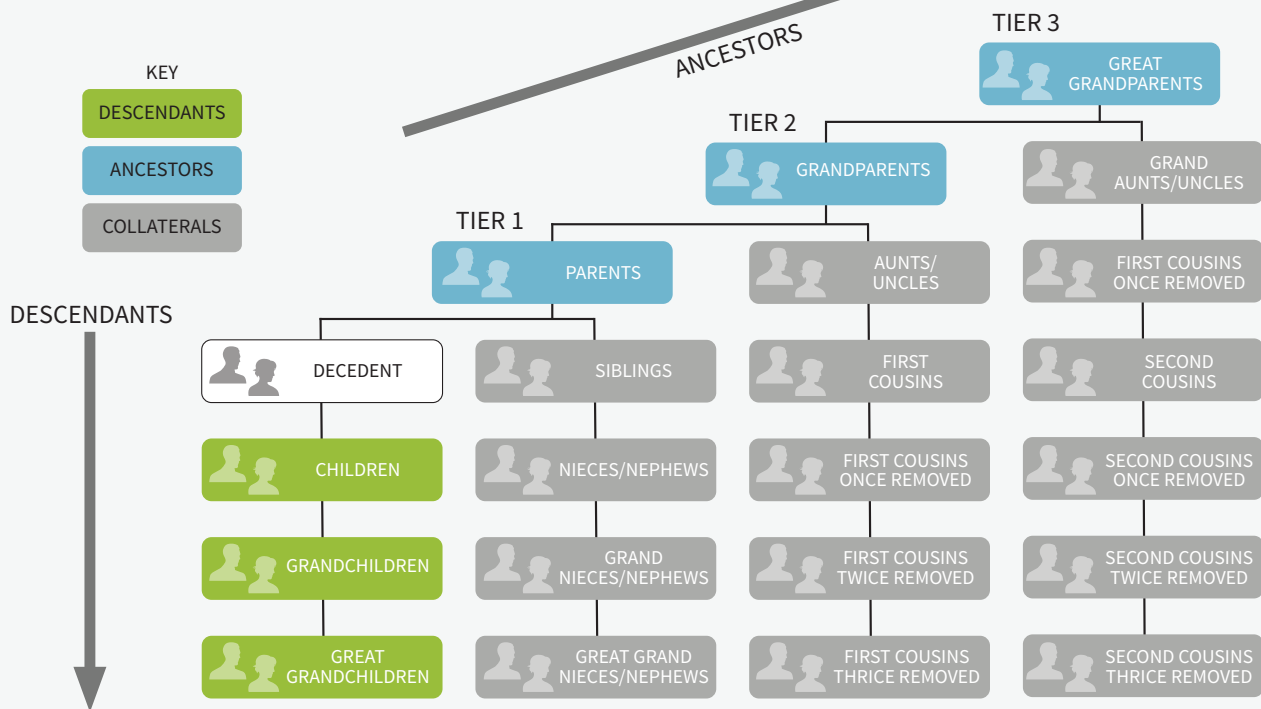 TIER 3
ANCESTORS
GREAT
GRANDPARENTS
KEY
DESCENDANTS
ANCESTORS
COLLATERALS
TIER 2
GRANDPARENTS
GRAND
AUNTS/UNCLES
TIER 1
PARENTS
AUNTS/
UNCLES
FIRST COUSINS
ONCE REMOVED
DESCENDANTS
DECEDENT
SIBLINGS
FIRST
COUSINS
SECOND
COUSINS
CHILDREN
NIECES/NEPHEWS
FIRST COUSINS
ONCE REMOVED
SECOND COUSINS
ONCE REMOVED
GRANDCHILDREN
GRAND
NIECES/NEPHEWS
FIRST COUSINS
TWICE REMOVED
SECOND COUSINS
TWICE REMOVED
GREAT
GRANDCHILDREN
GREAT GRAND
NIECES/NEPHEWS
FIRST COUSINS
THRICE REMOVED
SECOND COUSINS
THRICE REMOVED